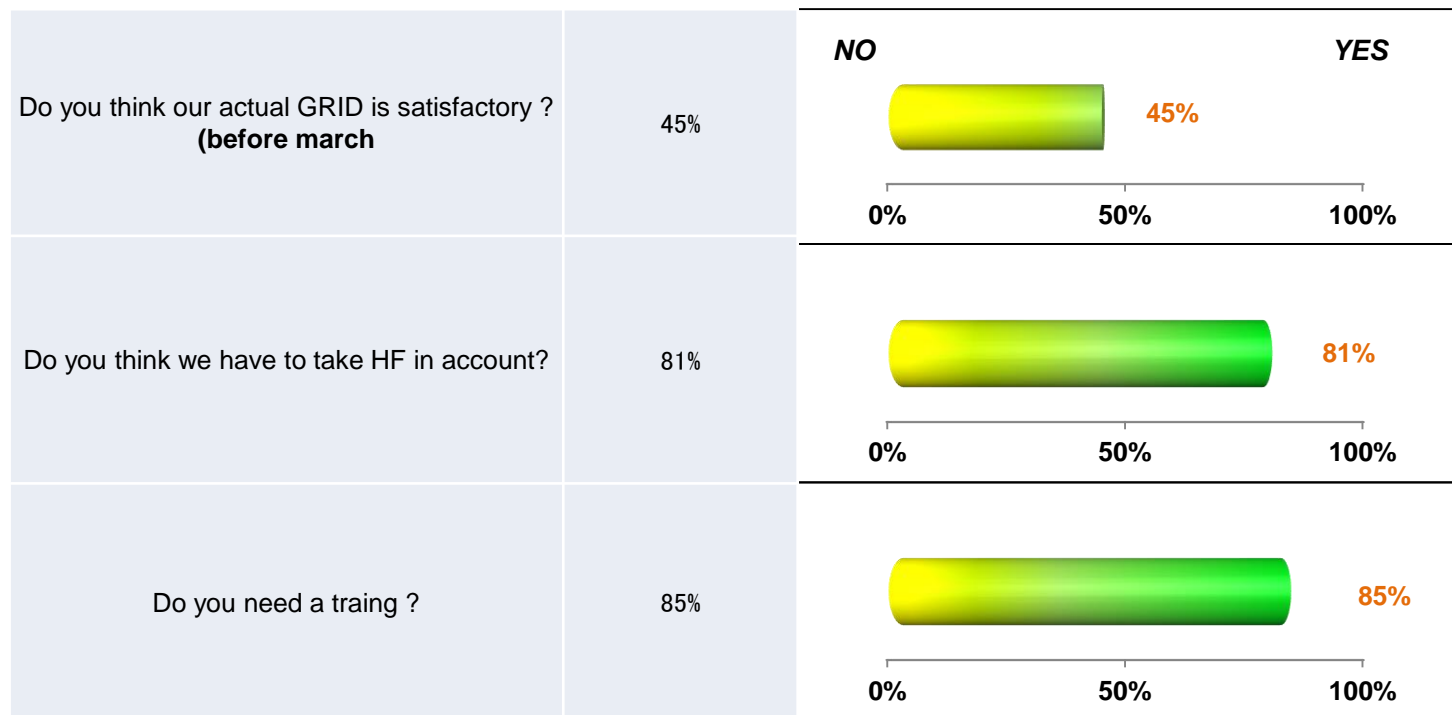 Do you think our actual GRID is satisfactory ?
(before march
45%
NO YES
45%
0% 50% 100%
Do you think we have to take HF in account?
81%
81%
0% 50% 100%
Do you need a traing ?
85%
85%
0% 50% 100%